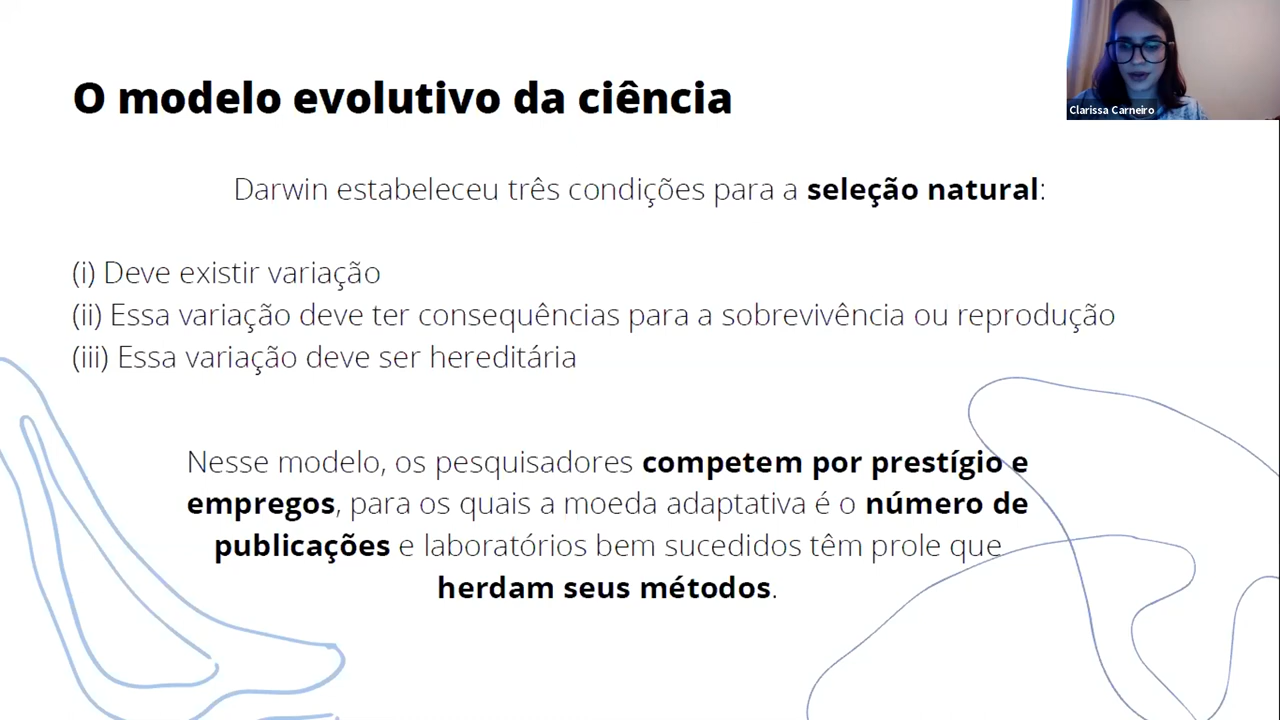 O modelo evolutivo da ciência
Clarissa Carneiro
Darwin estabeleceu três condições para a seleção natural:
(i) Deve existir variação
(ii) Essa variação deve ter consequências para a sobrevivência ou reprodução
(iii) Essa variação deve ser hereditária
Nesse modelo, os pesquisadores competem por prestígio e
empregos, para os quais a moeda adaptativa é o número de
publicações e laboratórios bem sucedidos têm prole que
herdam seus métodos.